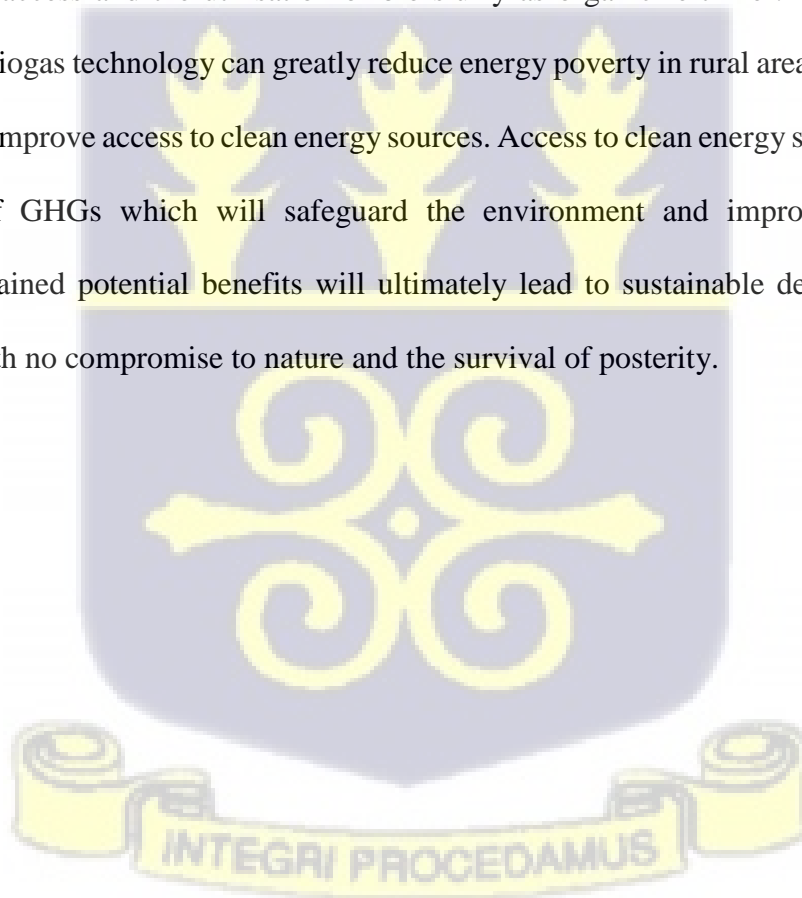 iogas technology can greatly reduce energy poverty in rural area
mprove access to clean energy sources. Access to clean energy s
f GHGs which will safeguard the environment and impro
ained potential benefits will ultimately lead to sustainable de
h no compromise to nature and the survival of posterity.
INTEGRI PROCEDAMUS